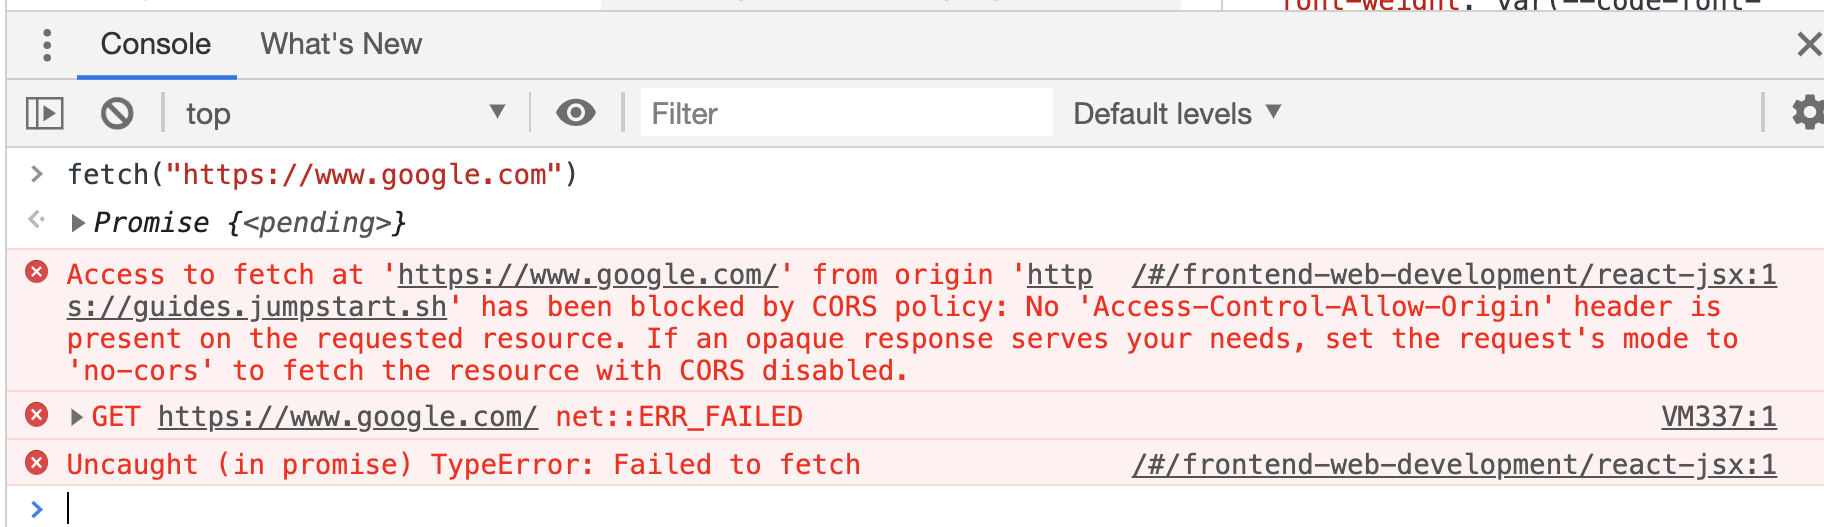 font-weight: var(--code-font-
Console What's New
top Filter Default levels
fetch("https://www.google.com")
Promise {<pending>}
Access to fetch at 'https://www.google.com/' from origin 'http /#/frontend-web-development/react-jsx:1
s://guides.jumpstart.sh' has been blocked by CORS policy: No 'Access-Control-Allow-Origin' header is
present on the requested resource. If an opaque response serves your needs, set the request's mode to
'no-cors' to fetch the resource with CORS disabled.
GET https://www.google.com/ net::ERR_FAILED VM337:1
Uncaught (in promise) TypeError: Failed to fetch /#/frontend-web-development/react-jsx:1